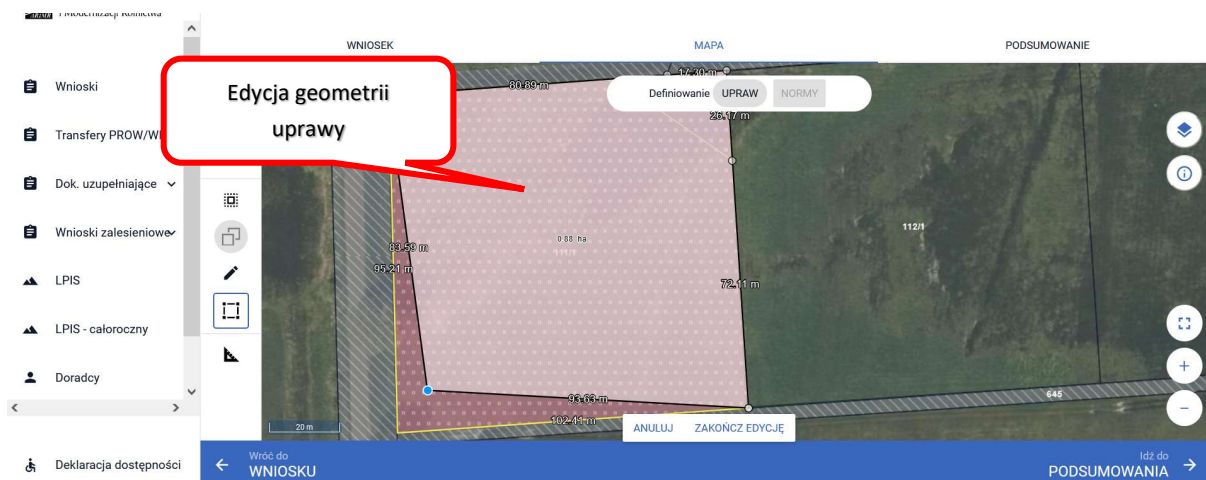 i Modernizacji Rolnictwa
WNIOSEK
MAPA
PODSUMOWANIE
Wnioski
Transfery PROW/W
Dok. uzupełniające
Wnioski zalesieniowe
LPIS
LPIS - całoroczny
Doradcy
Deklaracja dostępności
Edycja geometrii
uprawy
Definiowanie UPRAW NORMY
80.89 m
17.30 m
26.17 m
83.59 m
95.21 m
0.88 ha
72.11 m
112/1
93.63 m
102.41 m
645
20 m
ANULUJ ZAKOŃCZ EDYCJĘ
Wróć do
WNIOSKU
Idź do
PODSUMOWANIA